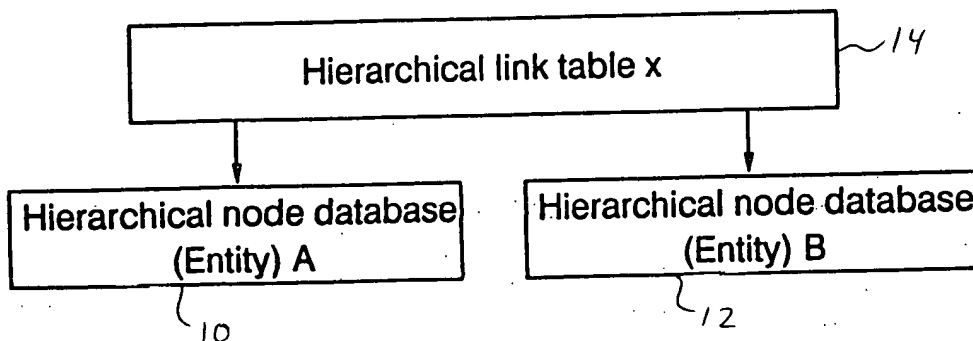 Hierarchical link table x
14
Hierarchical node database
(Entity) A
Hierarchical node database
(Entity) B
10
12